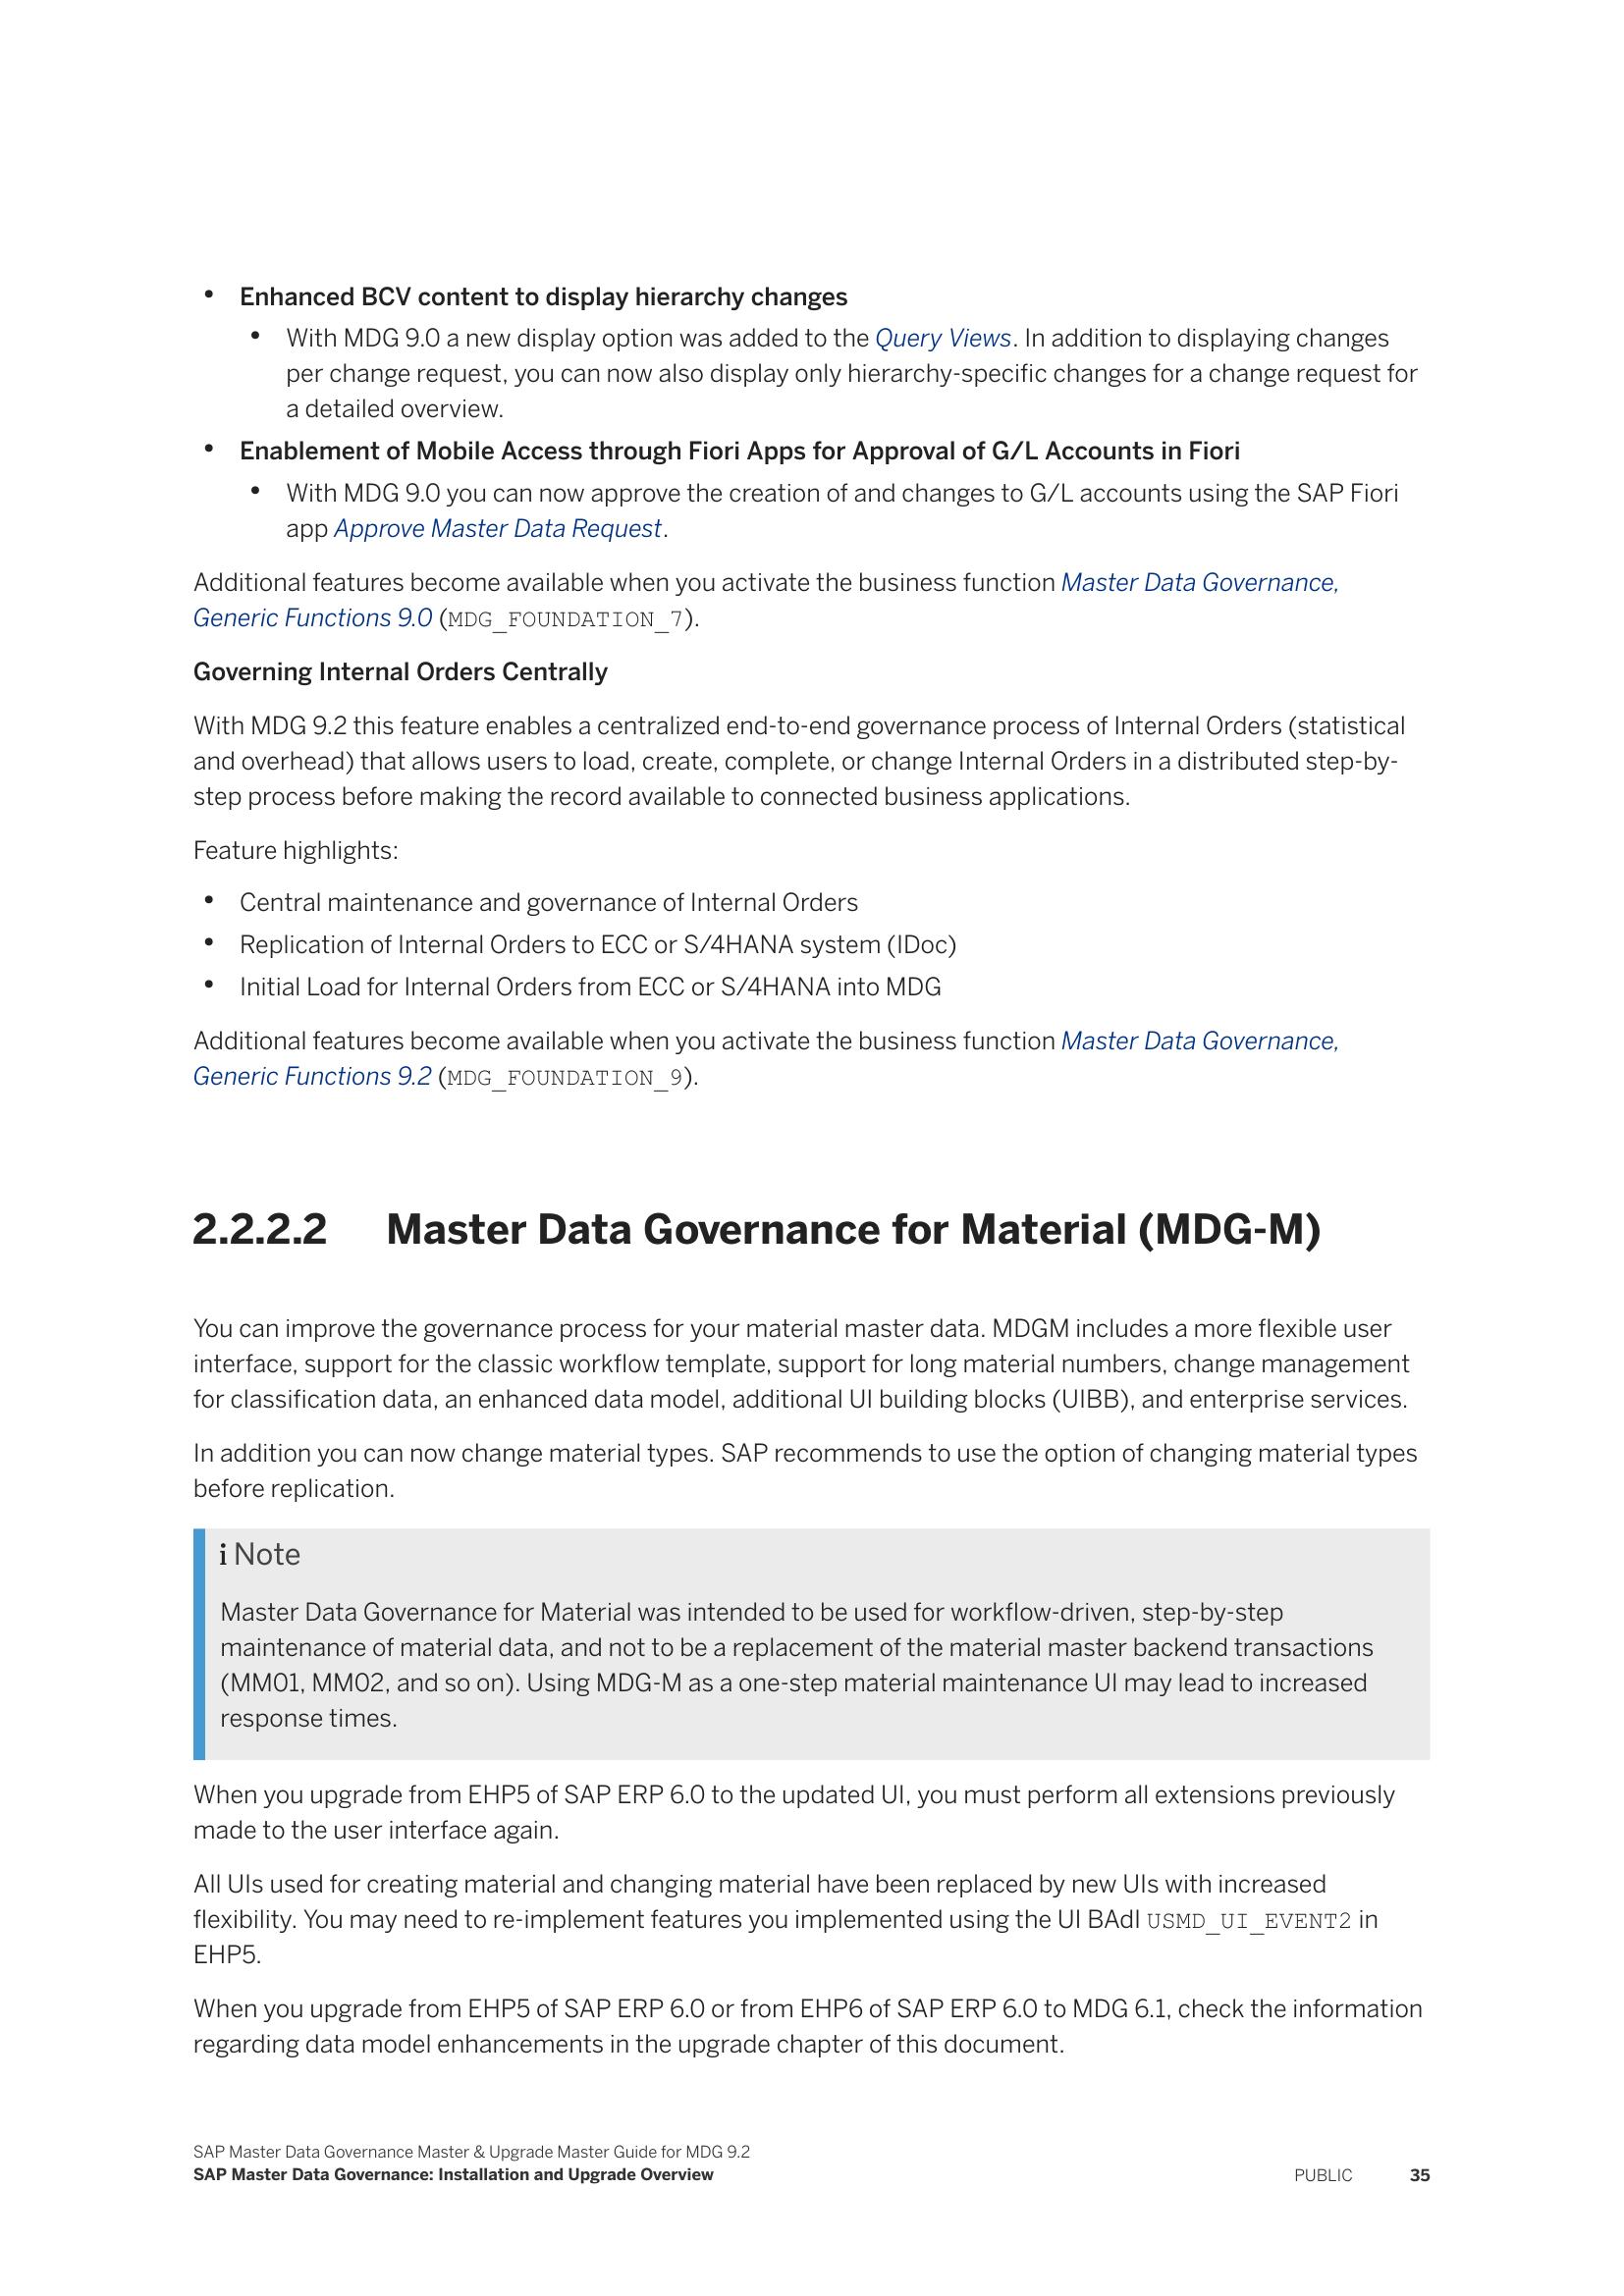 • Enhanced BCV content to display hierarchy changes
• With MDG 9.0 a new display option was added to the Query Views. In addition to displaying changes
per change request, you can now also display only hierarchy-specific changes for a change request for
a detailed overview.
• Enablement of Mobile Access through Fiori Apps for Approval of G/L Accounts in Fiori
• With MDG 9.0 you can now approve the creation of and changes to G/L accounts using the SAP Fiori
app Approve Master Data Request.
Additional features become available when you activate the business function Master Data Governance,
Generic Functions 9.0 (MDG_FOUNDATION_7).
Governing Internal Orders Centrally
With MDG 9.2 this feature enables a centralized end-to-end governance process of Internal Orders (statistical
and overhead) that allows users to load, create, complete, or change Internal Orders in a distributed step-by-
step process before making the record available to connected business applications.
Feature highlights:
• Central maintenance and governance of Internal Orders
• Replication of Internal Orders to ECC or S/4HANA system (IDoc)
• Initial Load for Internal Orders from ECC or S/4HANA into MDG
Additional features become available when you activate the business function Master Data Governance,
Generic Functions 9.2 (MDG_FOUNDATION_9).
2.2.2.2 Master Data Governance for Material (MDG-M)
You can improve the governance process for your material master data. MDGM includes a more flexible user
interface, support for the classic workflow template, support for long material numbers, change management
for classification data, an enhanced data model, additional UI building blocks (UIBB), and enterprise services.
In addition you can now change material types. SAP recommends to use the option of changing material types
before replication.
i Note
Master Data Governance for Material was intended to be used for workflow-driven, step-by-step
maintenance of material data, and not to be a replacement of the material master backend transactions
(MM01, MM02, and so on). Using MDG-M as a one-step material maintenance UI may lead to increased
response times.
When you upgrade from EHP5 of SAP ERP 6.0 to the updated UI, you must perform all extensions previously
made to the user interface again.
All UIs used for creating material and changing material have been replaced by new UIs with increased
flexibility. You may need to re-implement features you implemented using the UI BAdI USMD_UI_EVENT2 in
EHP5.
When you upgrade from EHP5 of SAP ERP 6.0 or from EHP6 of SAP ERP 6.0 to MDG 6.1, check the information
regarding data model enhancements in the upgrade chapter of this document.
SAP Master Data Governance Master & Upgrade Master Guide for MDG 9.2
SAP Master Data Governance: Installation and Upgrade Overview PUBLIC 35